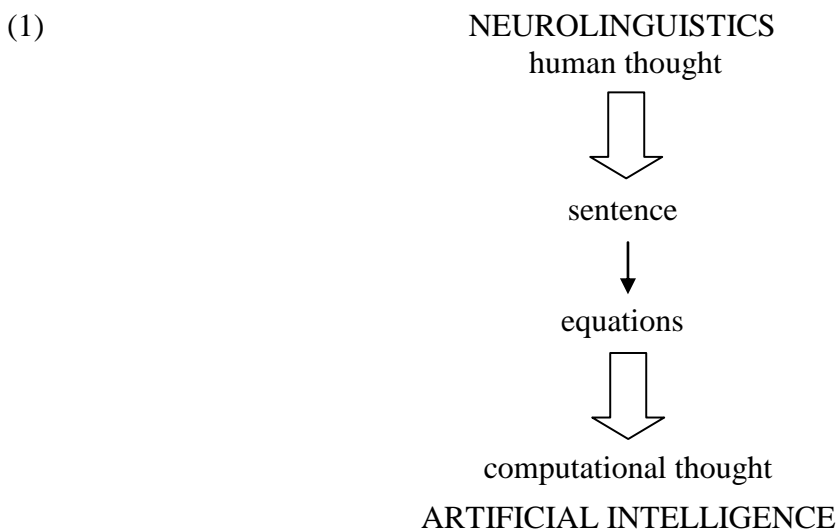 (1) NEUROLINGUISTICS
human thought
sentence
equations
computational thought
ARTIFICIAL INTELLIGENCE